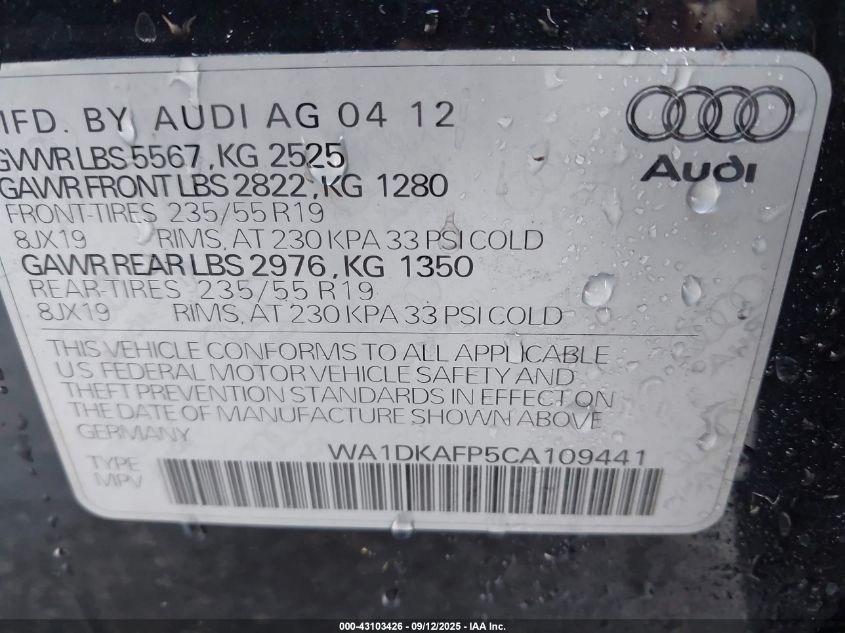 MFD. BY AUDI AG 04 12
GVWR LBS 5567, KG 2525
GAWR FRONT LBS 2822, KG 1280
FRONT-TIRES 235/55 R19
8JX19 RIMS, AT 230 KPA 33 PSI COLD
GAWR REAR LBS 2976, KG 1350
REAR-TIRES 235/55 R19
8JX19 RIMS, AT 230 KPA 33 PSI COLD
Audi
THIS VEHICLE CONFORMS TO ALL APPLICABLE
US FEDERAL MOTOR VEHICLE SAFETY AND
THEFT PREVENTION STANDARDS IN EFFECT ON
THE DATE OF MANUFACTURE SHOWN ABOVE
GERMANY
WA1DKAFP5CA109441
TYPE
MPV
000-43103426 - 09/12/2025 - IAA Inc.